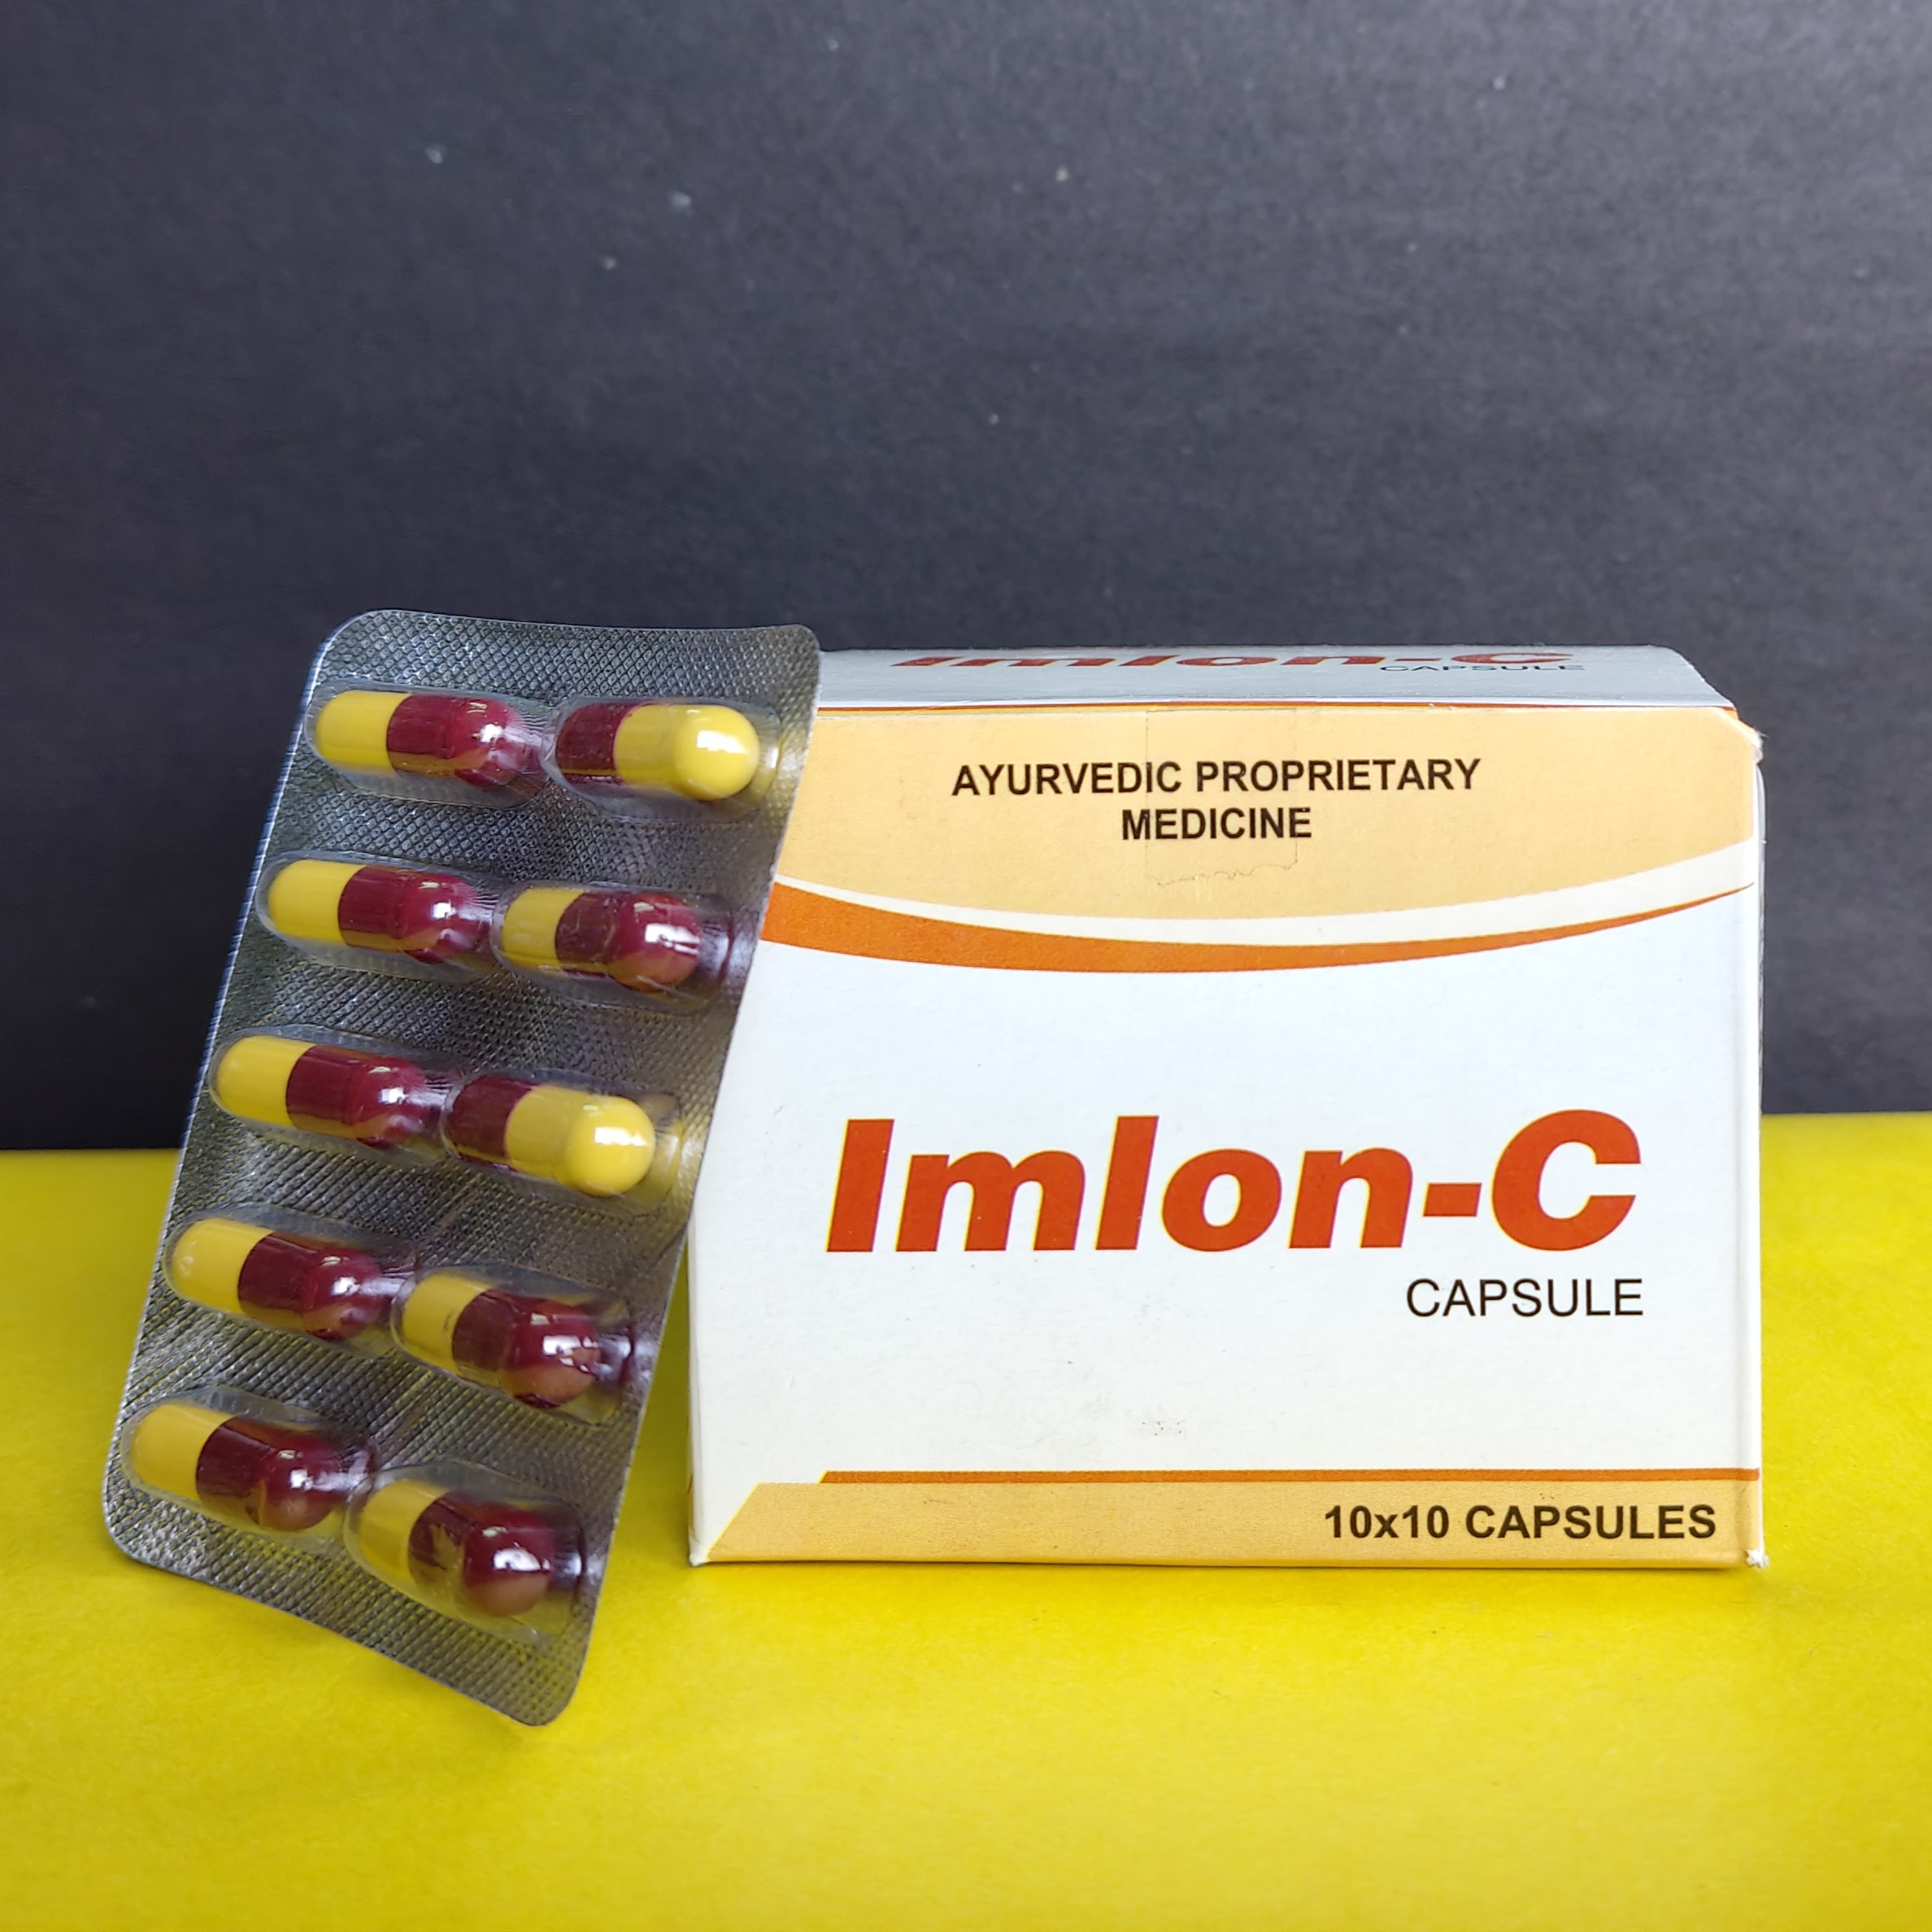 Imlon-C
CAPSULE
AYURVEDIC PROPRIETARY
MEDICINE
Imlon-C
CAPSULE
10x10 CAPSULES